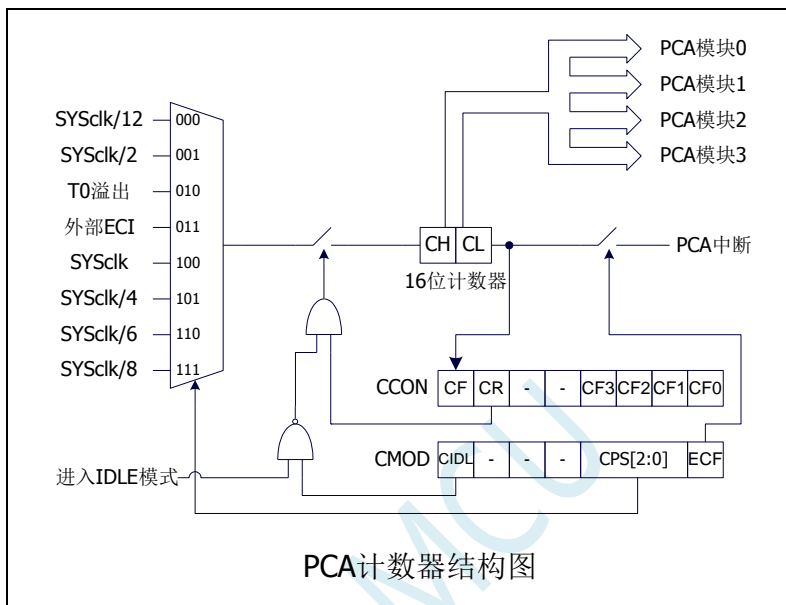 PCA模块0
PCA模块1
PCA模块2
PCA模块3
SYSclk/12 000
SYSclk/2 001
T0溢出 010
外部ECI 011
SYSclk 100
SYSclk/4 101
SYSclk/6 110
SYSclk/8 111
CH CL
PCA中断
16位计数器
CCON CF CR - - CF3 CF2 CF1 CF0
CMOD CIDL - - - CPS[2:0] ECF
进入IDLE模式
MCU
PCA计数器结构图